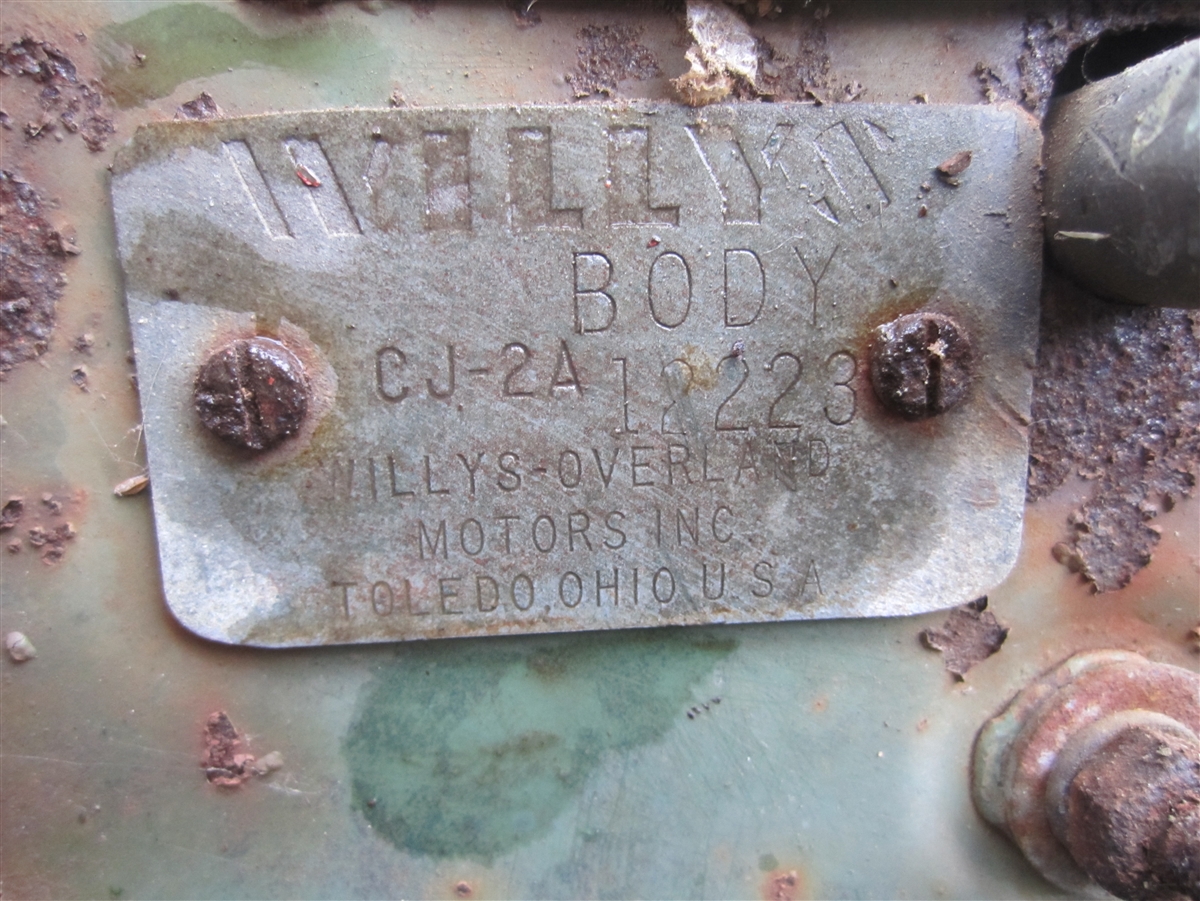 WILLYS
BODY
CJ-2A 12223
WILLYS-OVERLAND
MOTORS INC.
TOLEDO, OHIO U.S.A.